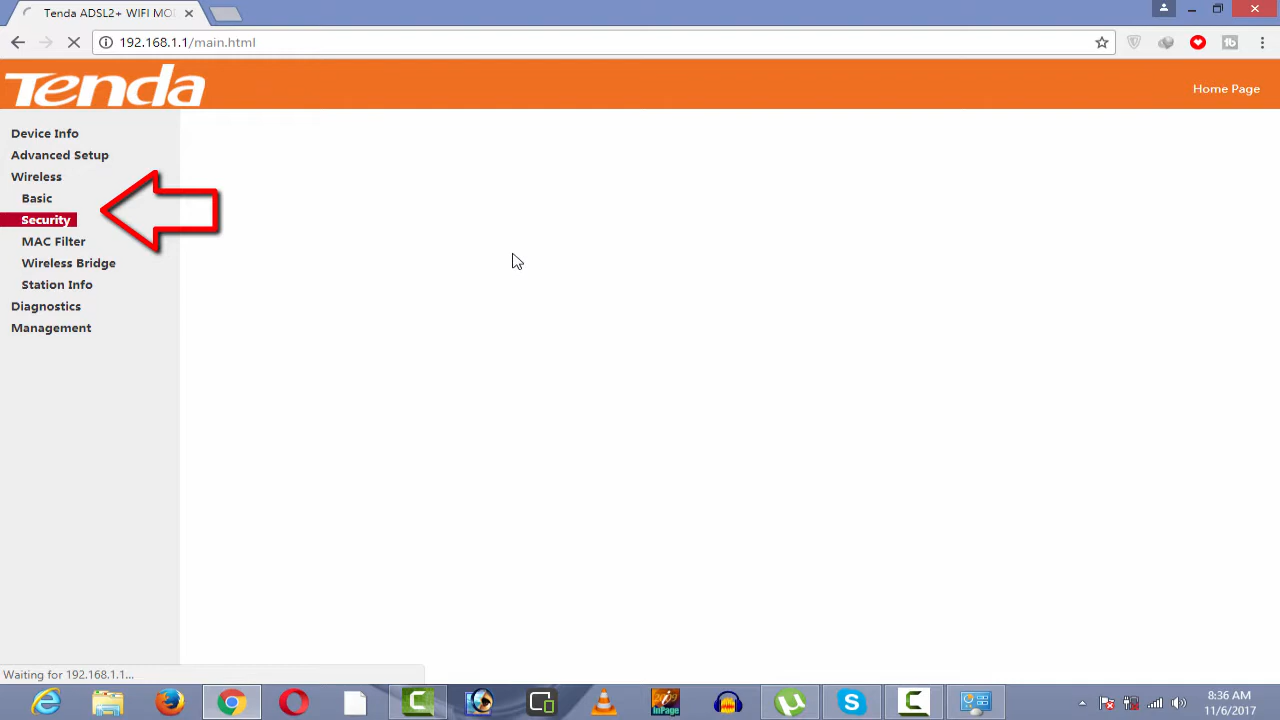 Tenda ADSL2+ WIFI MO
192.168.1.1/main.html
Tenda
Home Page
Device Info
Advanced Setup
Wireless
Basic
Security
MAC Filter
Wireless Bridge
Station Info
Diagnostics
Management
Waiting for 192.168.1.1...
InPage
8:36 AM
11/6/2017